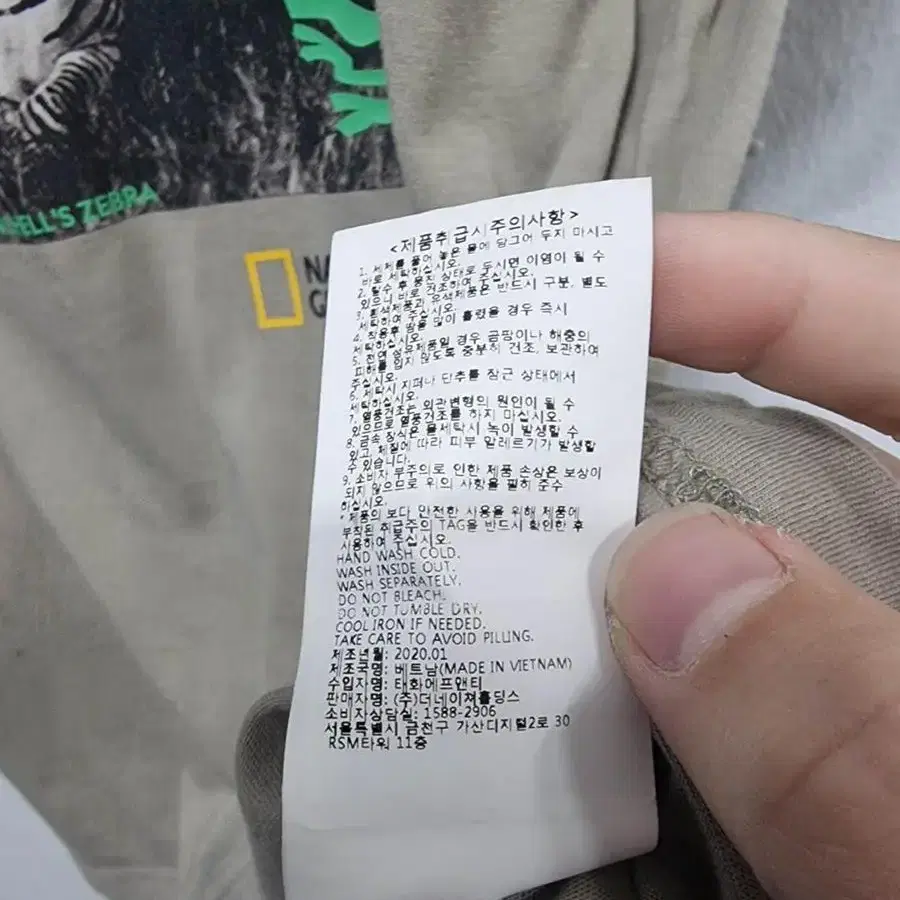 HELL'S ZEBRA
<제품취급시주의사항>
1. 세제를 풀어 놓은 물에 담그어 두지 마시고
바로 세탁하십시오.
2. 탈수 후 뭉친 상태로 두시면 이염이 될 수
있으니 바로 건조하여 주십시오.
3. 흰색제품과 유색제품은 반드시 구분, 별도
세탁하여 주십시오.
4. 착용후 땀을 많이 흘렸을 경우 즉시
세탁하십시오.
5. 천연섬유제품일 경우 곰팡이나 해충의
피해를 입지 않도록 충분히 건조, 보관하여
주십시오.
6. 세탁시 지퍼나 단추를 잠근 상태에서
세탁하십시오.
7. 열풍건조는 외관변형의 원인이 될 수
있으므로 열풍건조를 하지 마십시오.
8. 금속 장식은 물세탁시 녹이 발생할 수
있고 체질에 따라 피부 알레르기가 발생할
수 있습니다.
9. 소비자 부주의로 인한 제품 손상은 보상이
되지 않으므로 위의 사항을 필히 준수
하십시오.
* 제품의 보다 안전한 사용을 위해 제품에
부착된 취급주의 TAG을 반드시 확인한 후
사용하여 주십시오.
HAND WASH COLD.
WASH INSIDE OUT.
WASH SEPARATELY.
DO NOT BLEACH.
DO NOT TUMBLE DRY.
COOL IRON IF NEEDED.
TAKE CARE TO AVOID PILLING.
제조년월: 2020.01
제조국명: 베트남(MADE IN VIETNAM)
수입자명: 태화에프앤티
판매자명: (주)더네이쳐홀딩스
소비자상담실: 1588-2906
서울특별시 금천구 가산디지털2로 30
RSM타워 11층